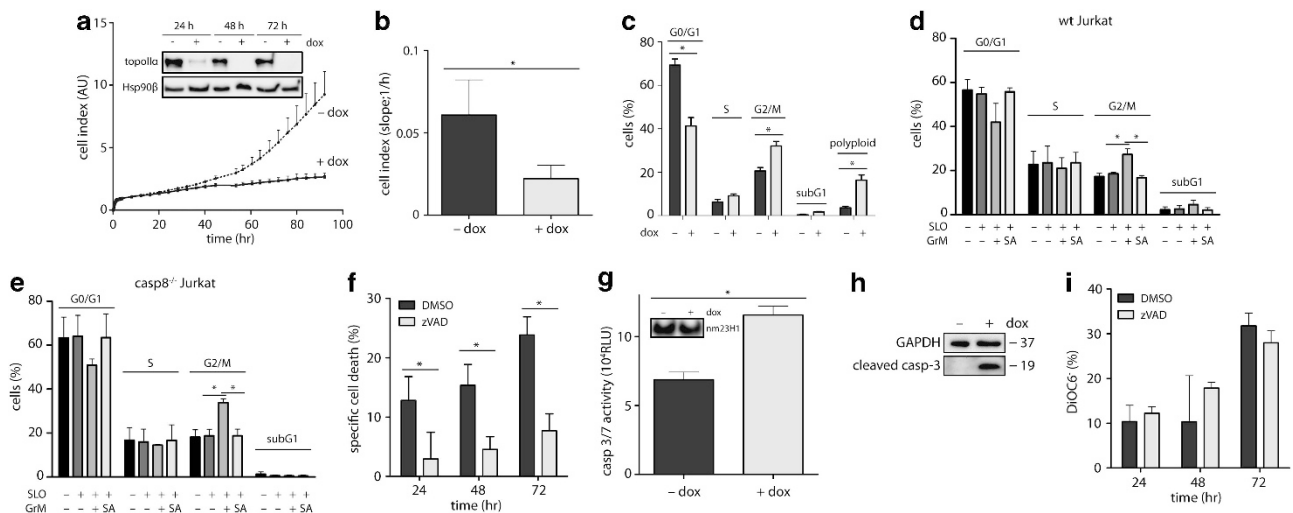 a
24 h 48 h 72 h
– + – + – + dox
topoIIα
Hsp90β
15
10
5
0
cell index (AU)
– dox
+ dox
0 20 40 60 80 100
time (hr)
b
*
0.1
0.05
0
cell index (slope;1/h)
– dox + dox
c
G0/G1
*
S
G2/M
*
subG1
polyploid
*
80
60
40
20
0
cells (%)
dox – + – + – + – + – +
d
wt Jurkat
G0/G1
S
G2/M
* *
subG1
80
60
40
20
0
cells (%)
SLO – + + + – + + + – + + + – + + +
GrM – – + SA – – + SA – – + SA – – + SA
e
casp8-/- Jurkat
G0/G1
S
G2/M
* *
subG1
80
60
40
20
0
cells (%)
SLO – + + + – + + + – + + + – + + +
GrM – – + SA – – + SA – – + SA – – + SA
f
DMSO
zVAD
* * *
30
20
10
0
specific cell death (%)
24 48 72
time (hr)
g
*
– + dox
nm23H1
10
5
0
casp 3/7 activity (10⁴RLU)
– dox + dox
h
– + dox
GAPDH – 37
cleaved casp-3 – 19
i
DMSO
zVAD
40
30
20
10
0
DiOC6- (%)
24 48 72
time (hr)